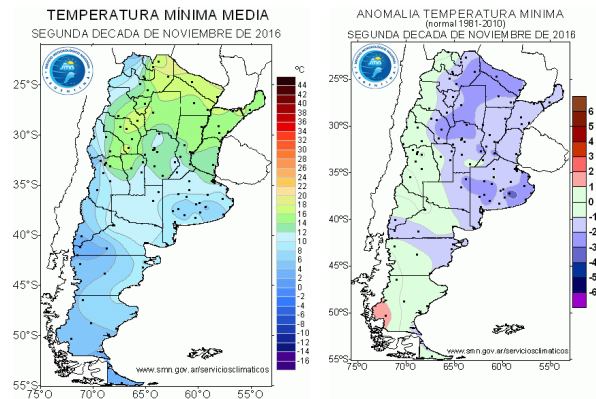 TEMPERATURA MÍNIMA MEDIA
SEGUNDA DECADA DE NOVIEMBRE DE 2016
25°S
30°S
35°S
40°S
45°S
50°S
55°S
75°O
70°O
65°O
60°O
55°O
°C
44
42
40
38
36
34
32
30
28
26
24
22
20
18
16
14
12
10
8
6
4
2
0
-2
-4
-6
-8
-10
-12
-14
-16
www.smn.gov.ar/serviciosclimaticos
ANOMALIA TEMPERATURA MINIMA
(normal 1981-2010)
SEGUNDA DECADA DE NOVIEMBRE DE 2016
25°S
30°S
35°S
40°S
45°S
50°S
55°S
75°O
70°O
65°O
60°O
55°O
6
5
4
3
2
1
0
-1
-2
-3
-4
-5
-6
www.smn.gov.ar/serviciosclimaticos